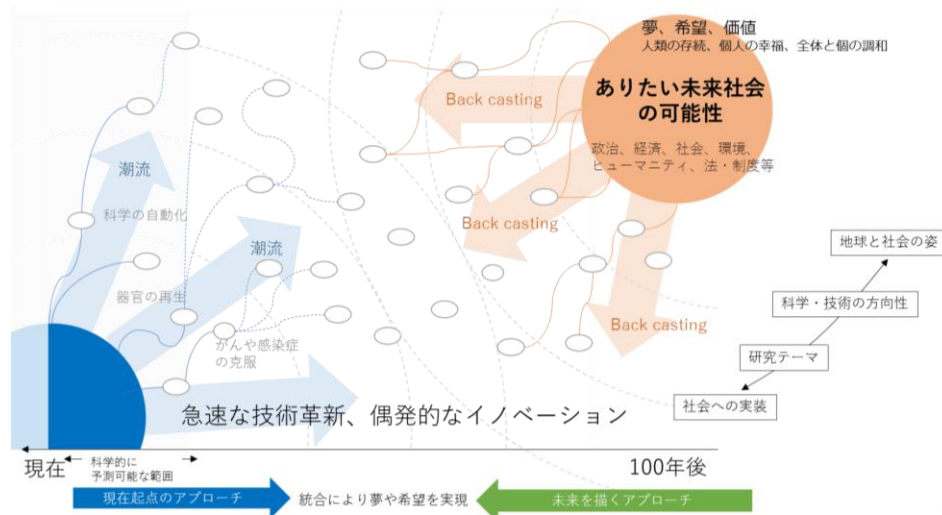 夢、希望、価値
人類の存続、個人の幸福、全体と個の調和
ありたい未来社会
の可能性
政治、経済、社会、環境、
ヒューマニティ、法・制度等
Back casting
Back casting
Back casting
潮流
科学の自動化
潮流
器官の再生
がんや感染症
の克服
地球と社会の姿
科学・技術の方向性
研究テーマ
社会への実装
急速な技術革新、偶発的なイノベーション
現在
科学的に
予測可能な範囲
100年後
現在起点のアプローチ
統合により夢や希望を実現
未来を描くアプローチ